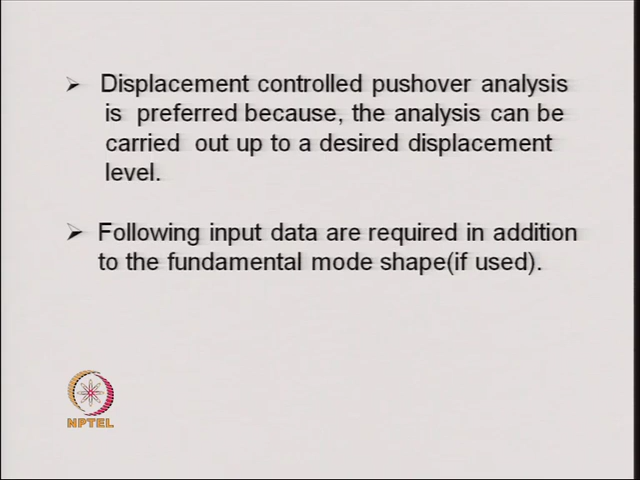 Displacement controlled pushover analysis
is preferred because, the analysis can be
carried out up to a desired displacement
level.
Following input data are required in addition
to the fundamental mode shape(if used).
NPTEL